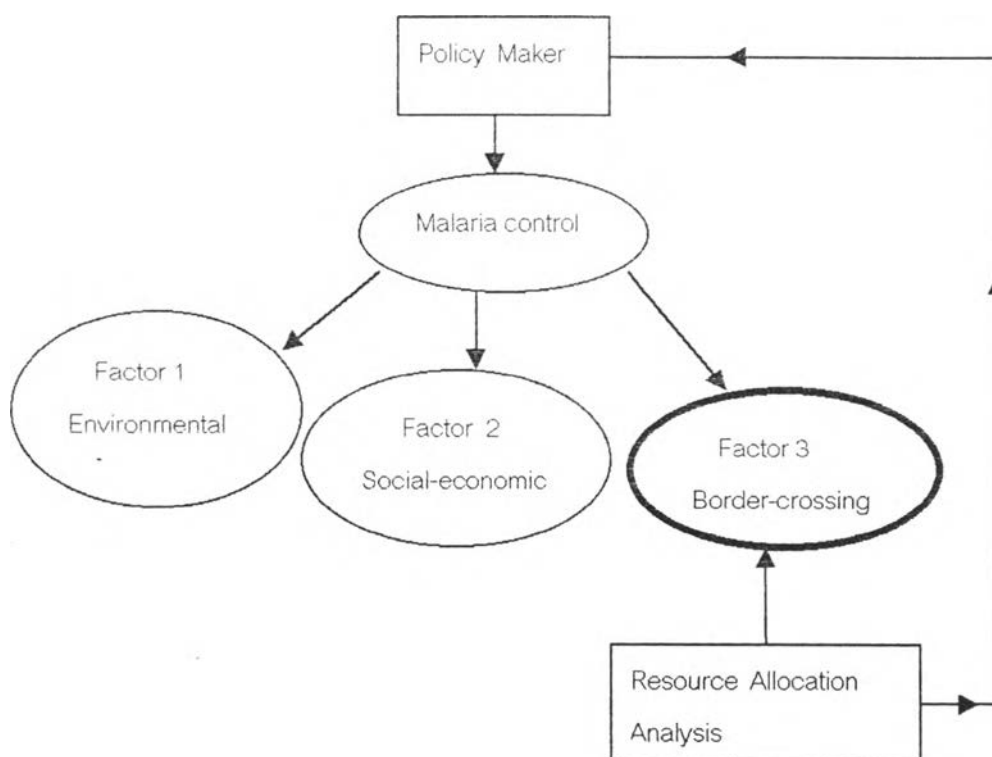 Policy Maker
Malaria control
Factor 1
Environmental
Factor 2
Social-economic
Factor 3
Border-crossing
Resource Allocation
Analysis